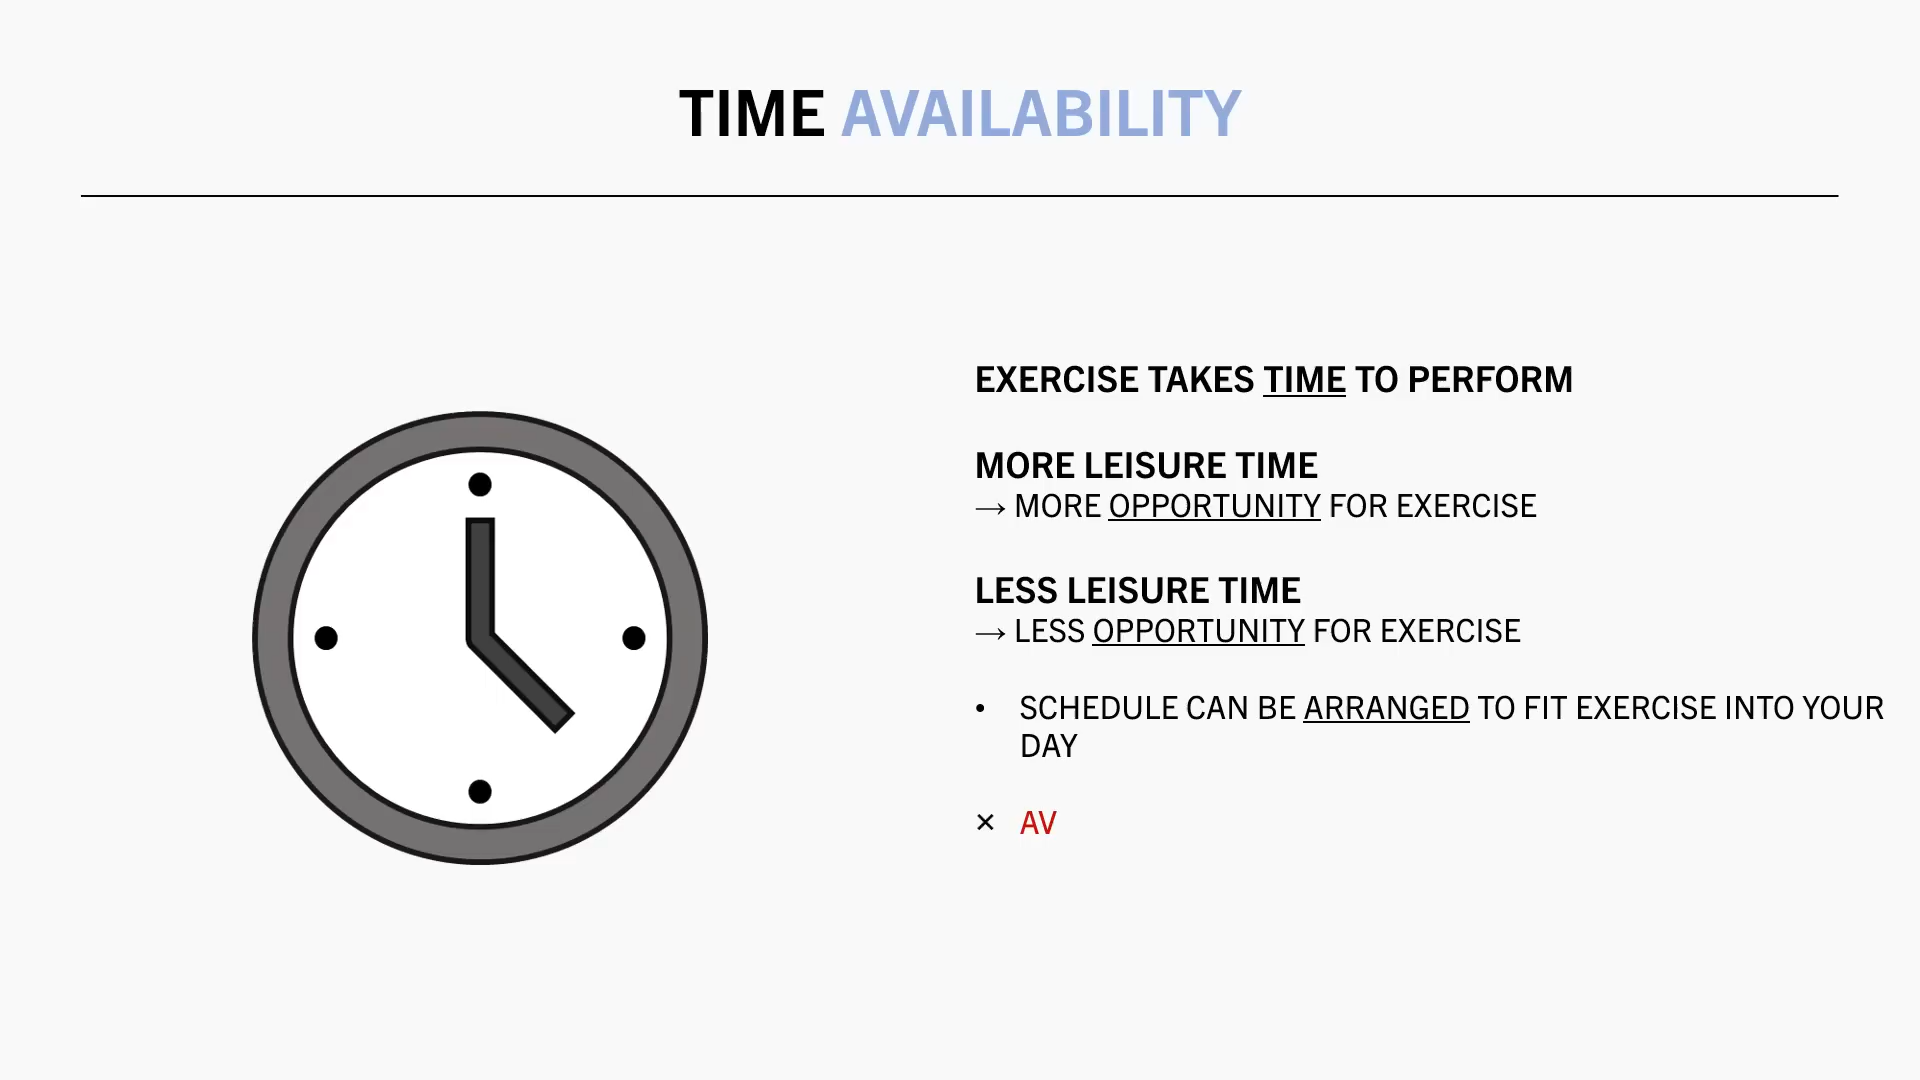 TIME AVAILABILITY
EXERCISE TAKES TIME TO PERFORM
MORE LEISURE TIME
→ MORE OPPORTUNITY FOR EXERCISE
LESS LEISURE TIME
→ LESS OPPORTUNITY FOR EXERCISE
• SCHEDULE CAN BE ARRANGED TO FIT EXERCISE INTO YOUR
DAY
× AV